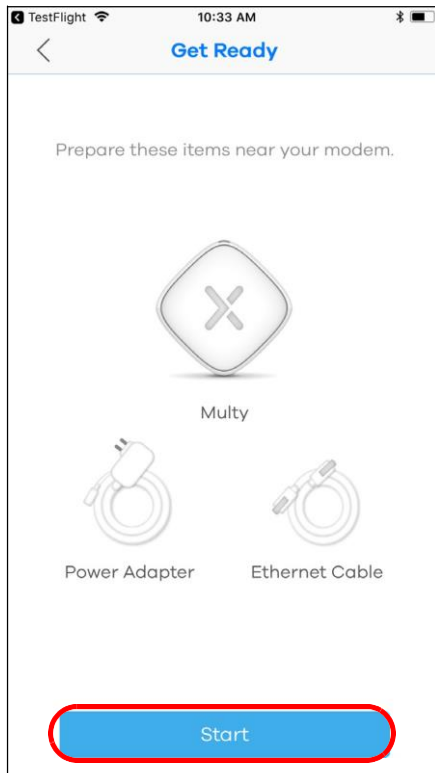 TestFlight 10:33 AM
Get Ready
Prepare these items near your modem.
Multy
Power Adapter Ethernet Cable
Start